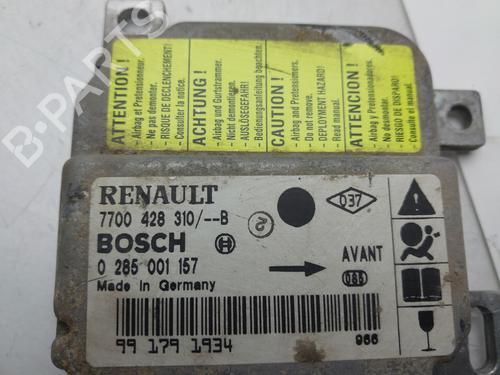 B-PARTS
ATTENTION !
- Airbag et Pretensionneur.
- Ne pas demonter.
RISQUE DE DECLENCHEMENT!
- Consulter la notice.
ACHTUNG !
- Airbag und Gurtstrammer.
- Nicht demontieren.
AUSLÖSEGEFAHR!
- Bedienungsanleitung beachten.
CAUTION !
- Airbag and Pretensioners.
- Do not remove.
- DEPLOYMENT HAZARD!
- Read manual.
ATTENCION !
- Airbag y Pretensionadores.
- No desmontar.
RIESGO DE DISPARO!
- Consulte el manual.
RENAULT
7700 428 310/--B
037
BOSCH
AVANT
0 285 001 157
Made in Germany
99 179 1934
966